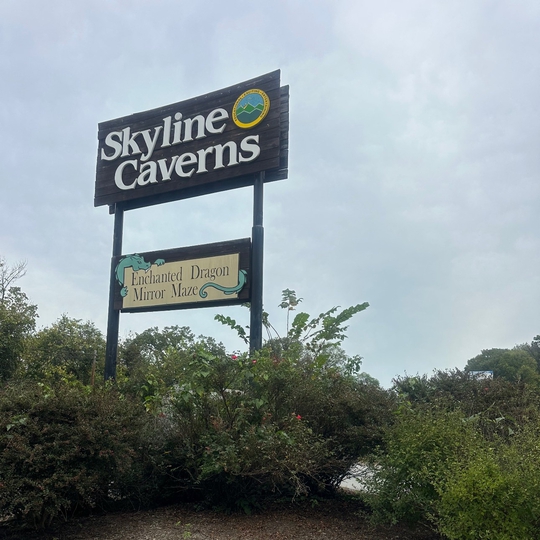 Skyline
Caverns
Enchanted Dragon
Mirror Maze